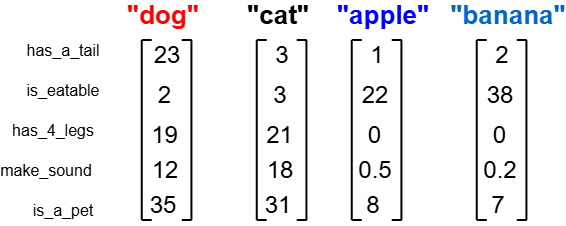 "dog" "cat" "apple" "banana"
has_a_tail 23 3 1 2
is_eatable 2 3 22 38
has_4_legs 19 21 0 0
make_sound 12 18 0.5 0.2
is_a_pet 35 31 8 7